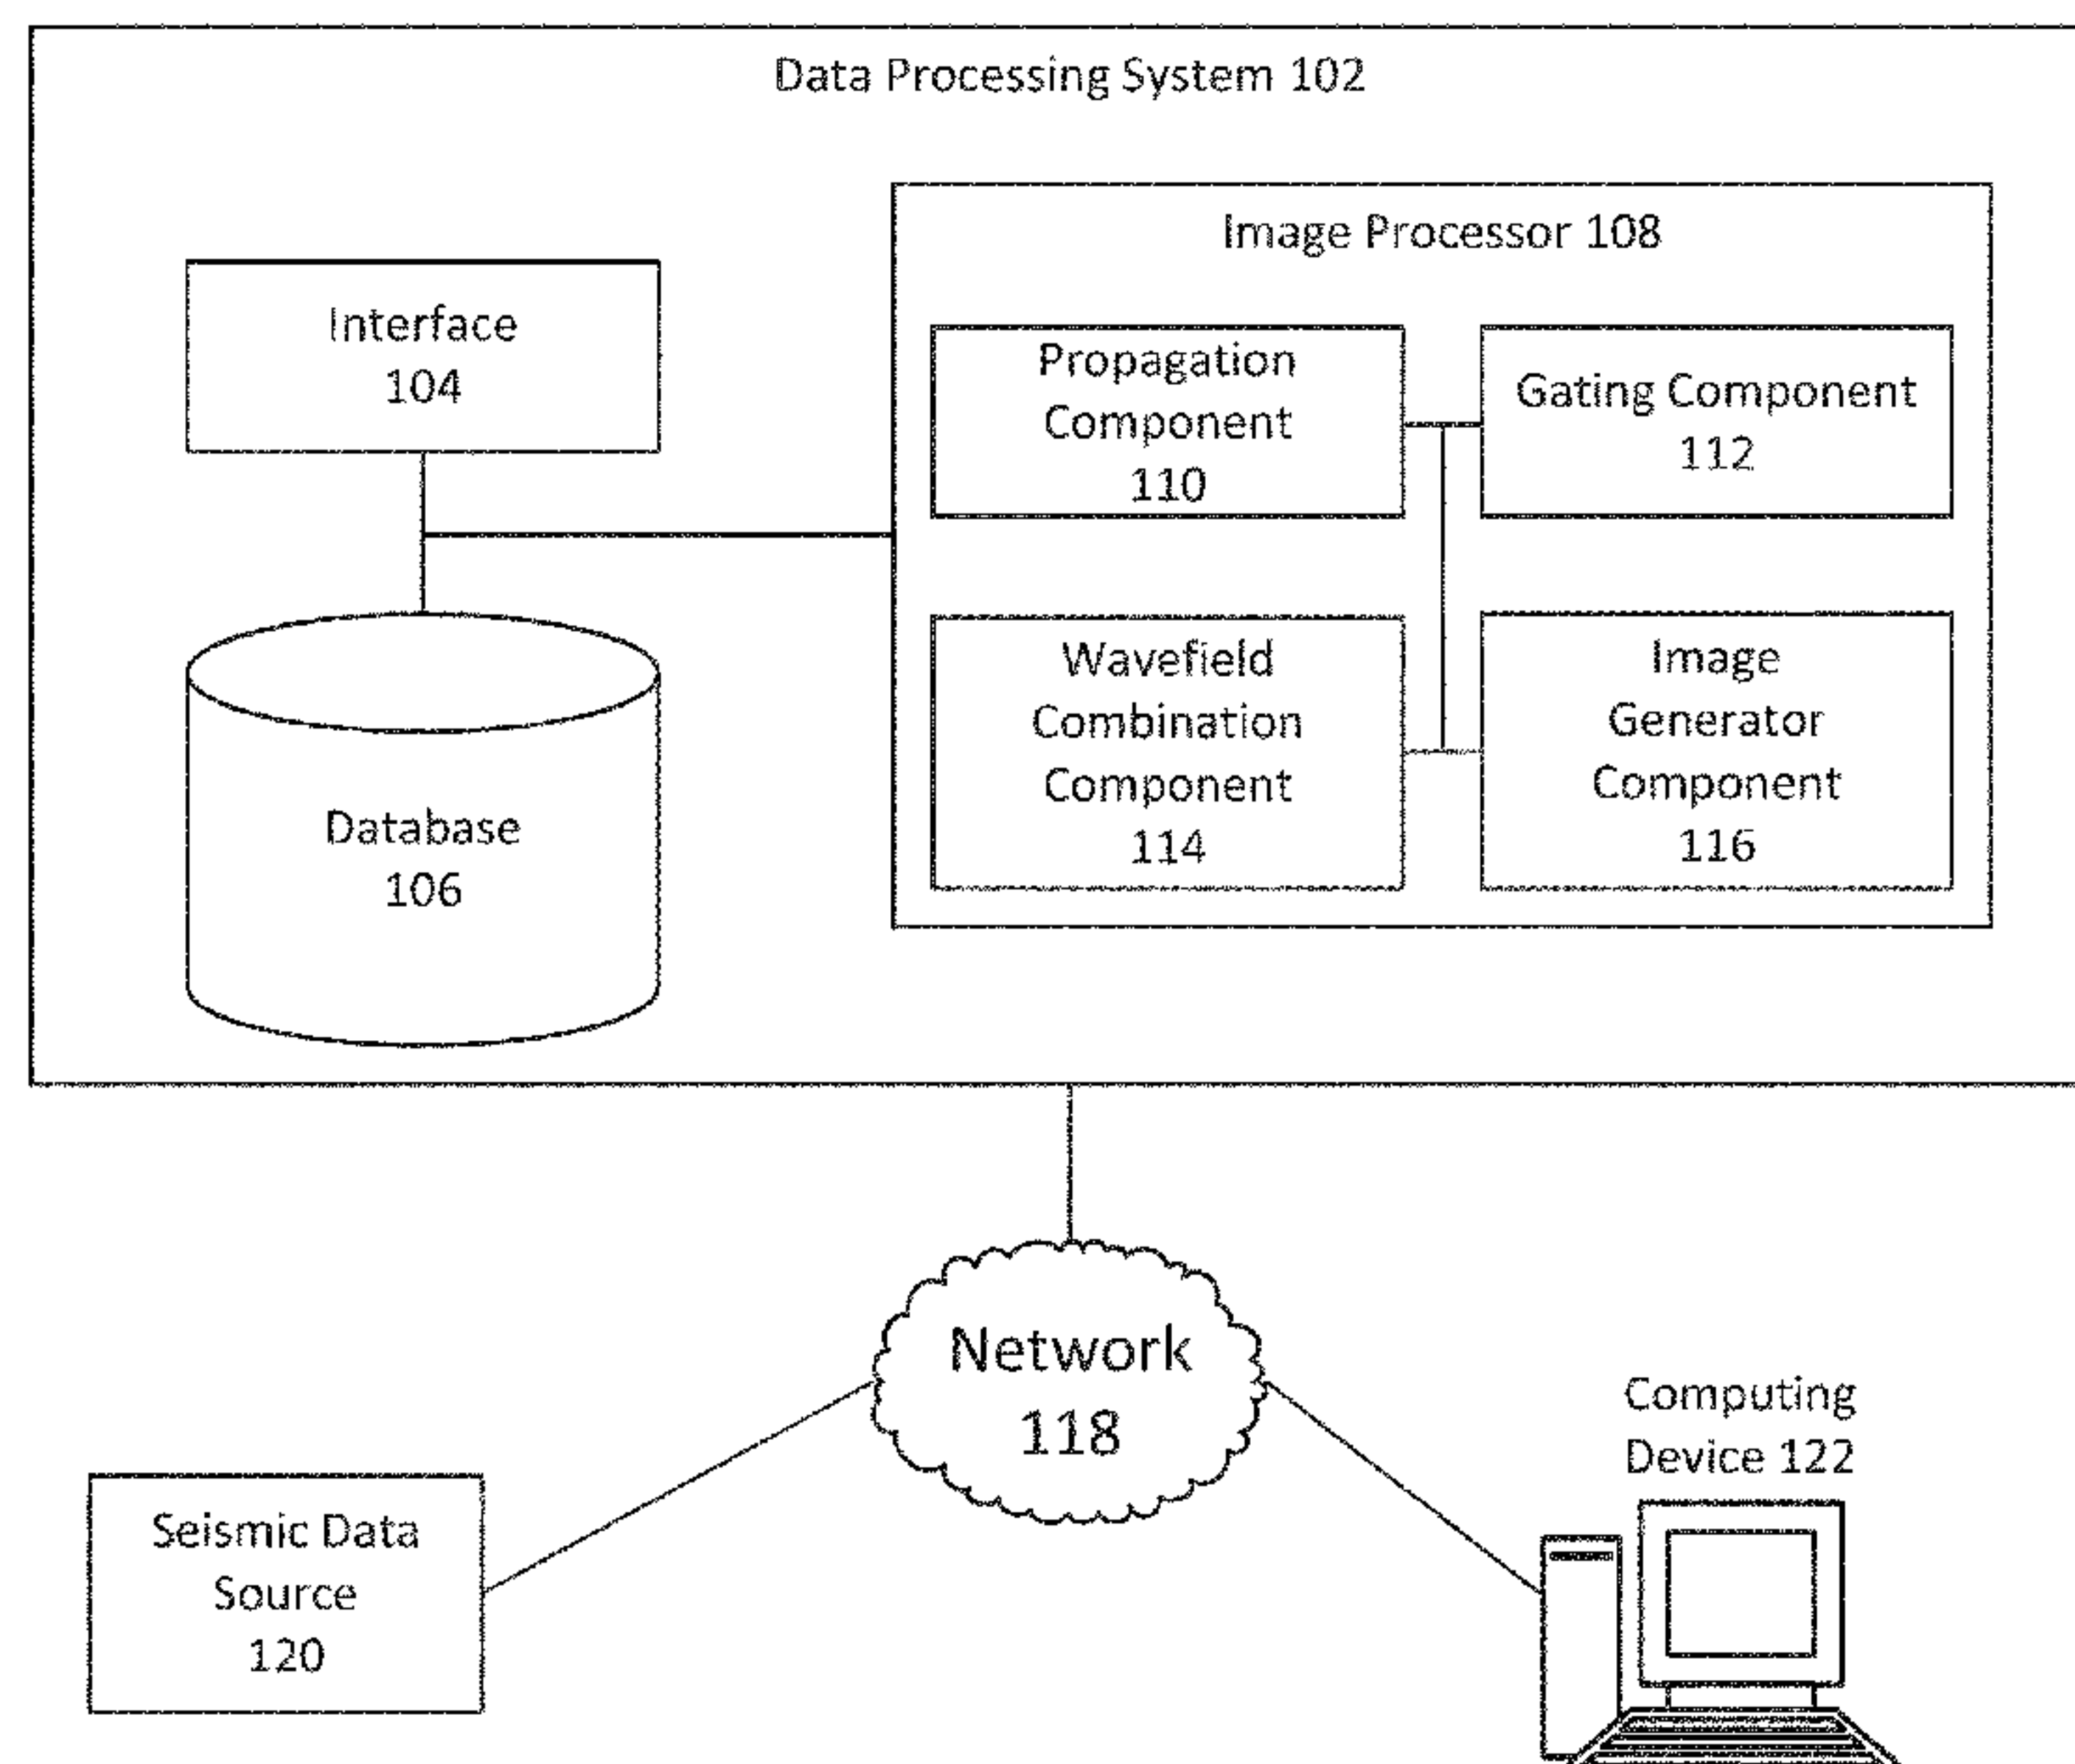 Data Processing System 102
Image Processor 108
Interface
104
Propagation
Component
110
Gating Component
112
Database
106
Wavefield
Combination
Component
114
Image
Generator
Component
116
Network
118
Seismic Data
Source
120
Computing
Device 122